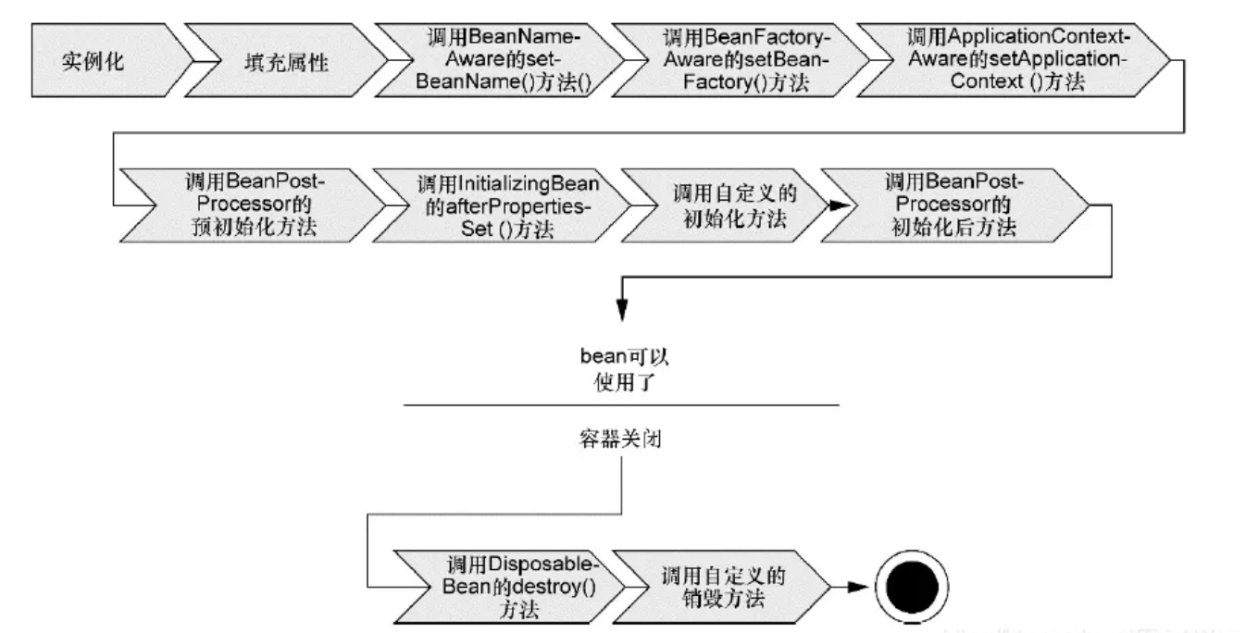 实例化
填充属性
调用BeanName-
Aware的set-
BeanName()方法()
调用BeanFactory-
Aware的setBean-
Factory()方法
调用ApplicationContext-
Aware的setApplication-
Context ()方法
调用BeanPost-
Processor的
预初始化方法
调用InitializingBean
的afterProperties-
Set ()方法
调用自定义的
初始化方法
调用BeanPost-
Processor的
初始化后方法
bean可以
使用了
容器关闭
调用Disposable-
Bean的destroy()
方法
调用自定义的
销毁方法